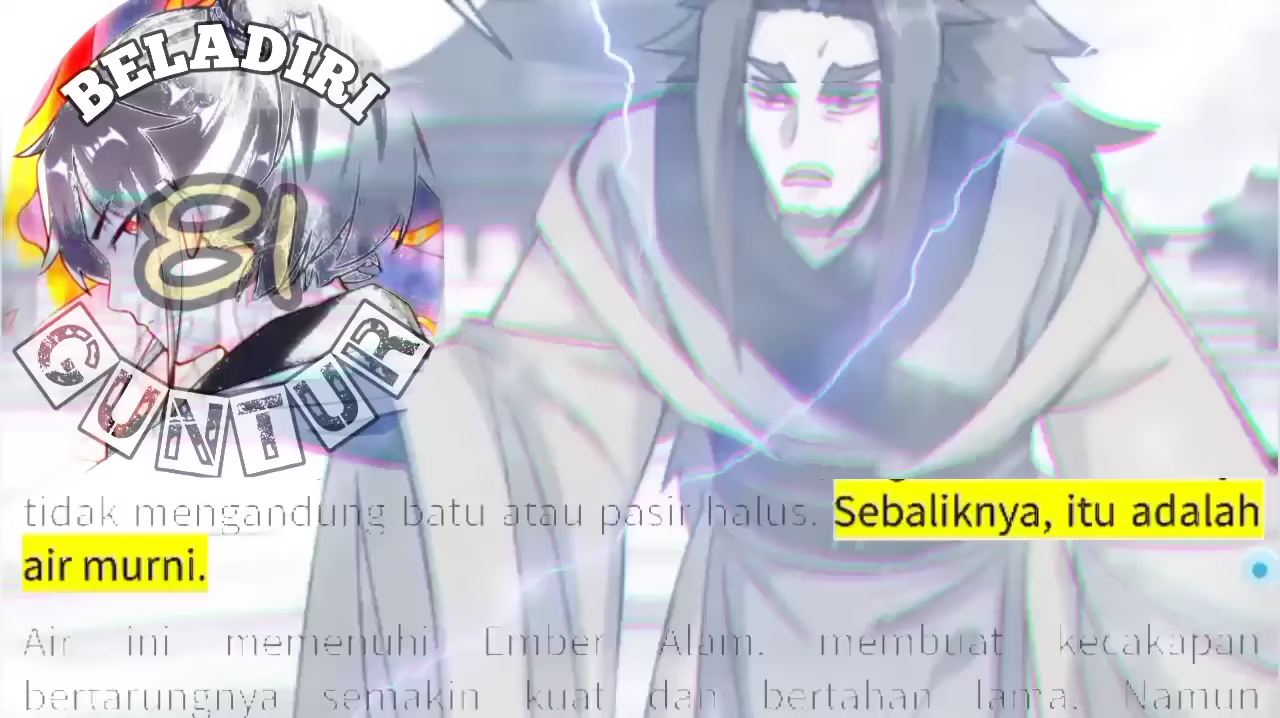 BELADIRI
81
GUNTUR
tidak mengandung batu atau pasir halus. Sebaliknya, itu adalah
air murni.
Air ini memenuhi Ember Alam. membuat kecakapan
bertarungnya semakin kuat dan bertahan lama. Namun